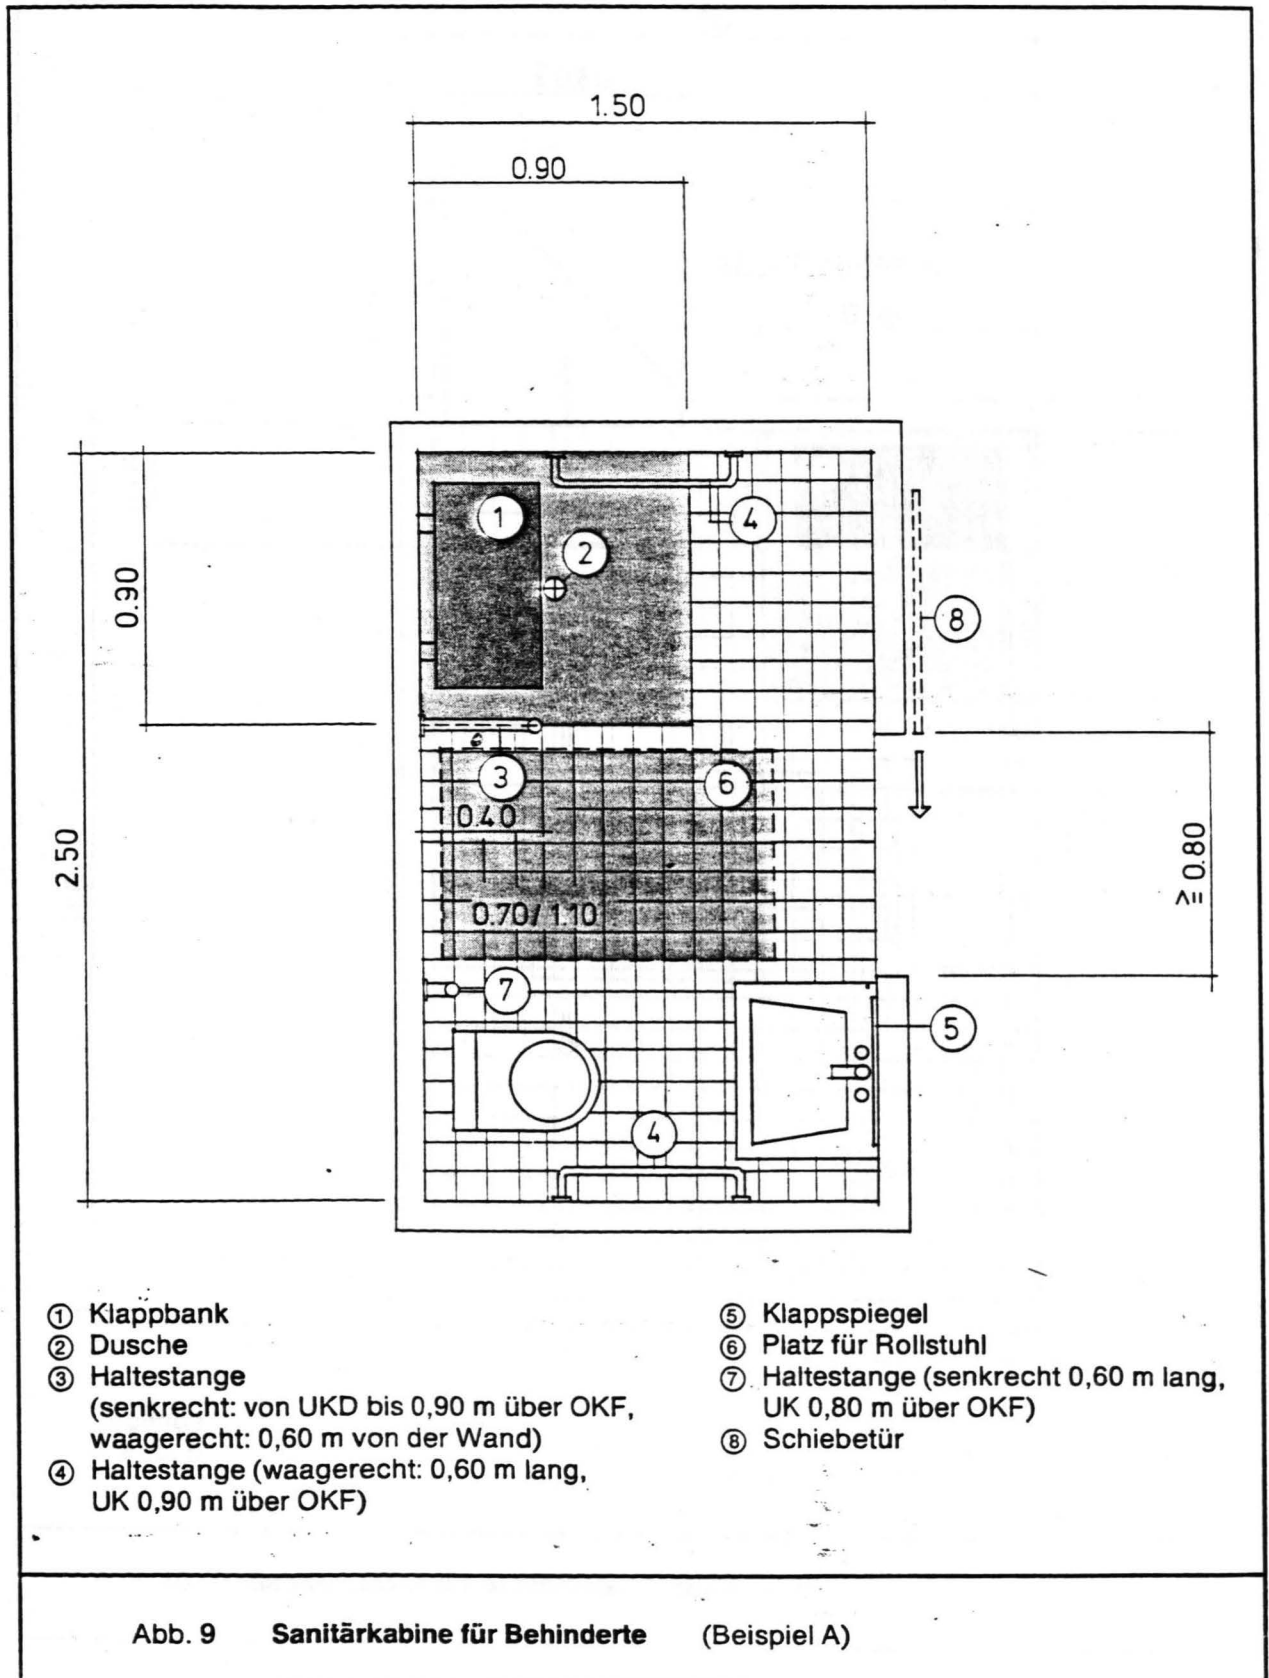 1.50
0.90
① 
②
④
0.90
⑧
③
⑥
0.40
2.50
≥ 0.80
0.70/ 1.10
⑦
⑤
④
① Klappbank
② Dusche
③ Haltestange
(senkrecht: von UKD bis 0,90 m über OKF,
waagerecht: 0,60 m von der Wand)
④ Haltestange (waagerecht: 0,60 m lang,
UK 0,90 m über OKF)
⑤ Klappspiegel
⑥ Platz für Rollstuhl
⑦ Haltestange (senkrecht 0,60 m lang,
UK 0,80 m über OKF)
⑧ Schiebetür
Abb. 9 Sanitärkabine für Behinderte (Beispiel A)